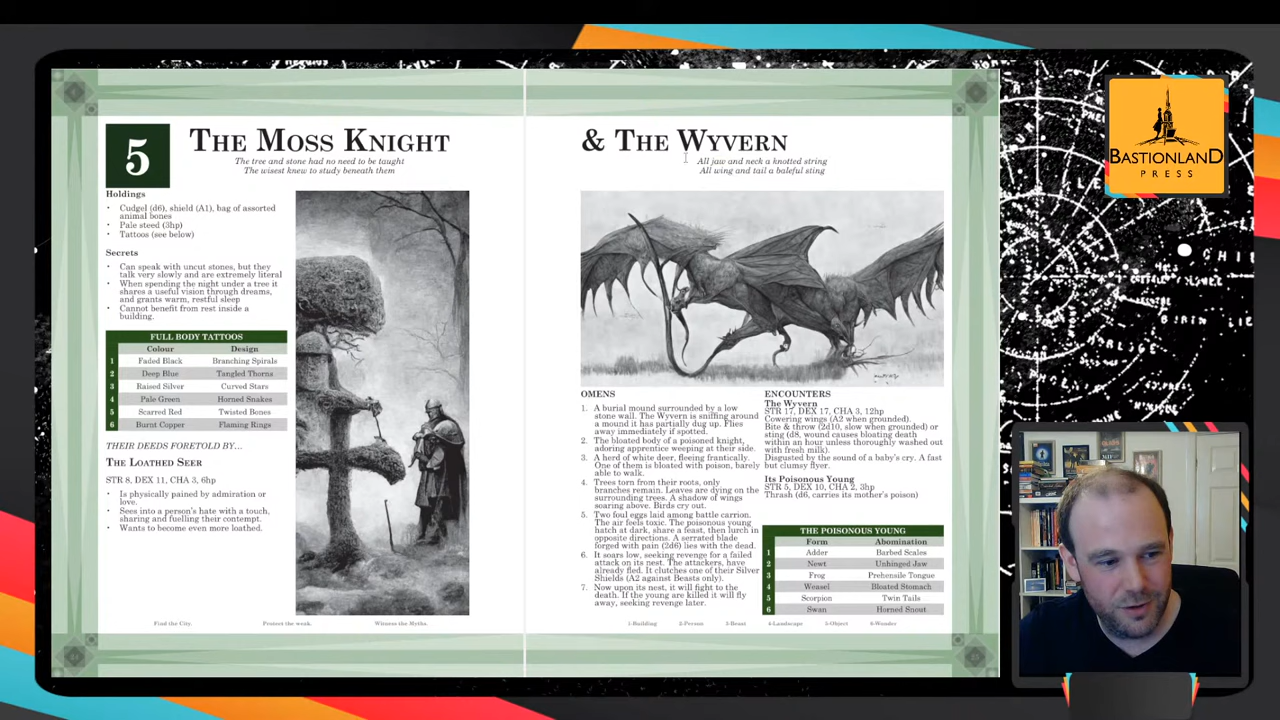 5
THE MOSS KNIGHT
The tree and stone had no need to be taught
The wisest knew to study beneath them
Holdings
• Cudgel (d6), shield (A1), bag of assorted
animal bones
• Pale steed (3hp)
• Tattoos (see below)
Secrets
• Can speak with uncut stones, but they
talk very slowly and are extremely literal
• When spending the night under a tree it
shares a useful vision through dreams,
and grants warm, restful sleep
• Cannot benefit from rest inside a
building.
FULL BODY TATTOOS
Colour Design
1 Faded Black Branching Spirals
2 Deep Blue Tangled Thorns
3 Raised Silver Curved Stars
4 Pale Green Horned Snakes
5 Scarred Red Twisted Bones
6 Burnt Copper Flaming Rings
THEIR DEEDS FORETOLD BY...
THE LOATHED SEER
STR 8, DEX 11, CHA 3, 6hp
• Is physically pained by admiration or
love.
• Sees into a person's hate with a touch,
sharing and fuelling their contempt.
• Wants to become even more loathed.
Find the City. Protect the weak. Witness the Myths.
& THE WYVERN
All jaw and neck a knotted string
All wing and tail a baleful sting
OMENS
1. A burial mound surrounded by a low
stone wall. The Wyvern is sniffing around
a mound it has partially dug up. Flies
away immediately if spotted.
2. The bloated body of a poisoned knight,
adoring apprentice weeping at their side.
3. A herd of white deer, fleeing frantically.
One of them is bloated with poison, barely
able to walk.
4. Trees torn from their roots, only
branches remain. Leaves are dying on the
surrounding trees. A shadow of wings
soaring above. Birds cry out.
5. Two foul eggs laid among battle carrion.
The air feels toxic. The poisonous young
hatch at dark, share a feast, then lurch in
opposite directions. A serrated blade
forged with pain (2d6) lies with the dead.
6. It soars low, seeking revenge for a failed
attack on its nest. The attackers, have
already fled. It clutches one of their Silver
Shields (A2 against Beasts only).
7. Now upon its nest, it will fight to the
death. If the young are killed it will fly
away, seeking revenge later.
ENCOUNTERS
The Wyvern
STR 17, DEX 17, CHA 3, 12hp
Cowering wings (A2 when grounded).
Bite & throw (2d10, slow when grounded) or
sting (d8, wound causes bloating death
within an hour unless thoroughly washed out
with fresh milk).
Disgusted by the sound of a baby's cry. A fast
but clumsy flyer.
Its Poisonous Young
STR 5, DEX 10, CHA 2, 3hp
Thrash (d6, carries its mother's poison)
THE POISONOUS YOUNG
Form Abomination
1 Adder Barbed Scales
2 Newt Unhinged Jaw
3 Frog Prehensile Tongue
4 Weasel Bloated Stomach
5 Scorpion Twin Tails
6 Swan Horned Snout
1-Building 2-Person 3-Beast 4-Landscape 5-Object 6-Wonder
BASTIONLAND
PRESS